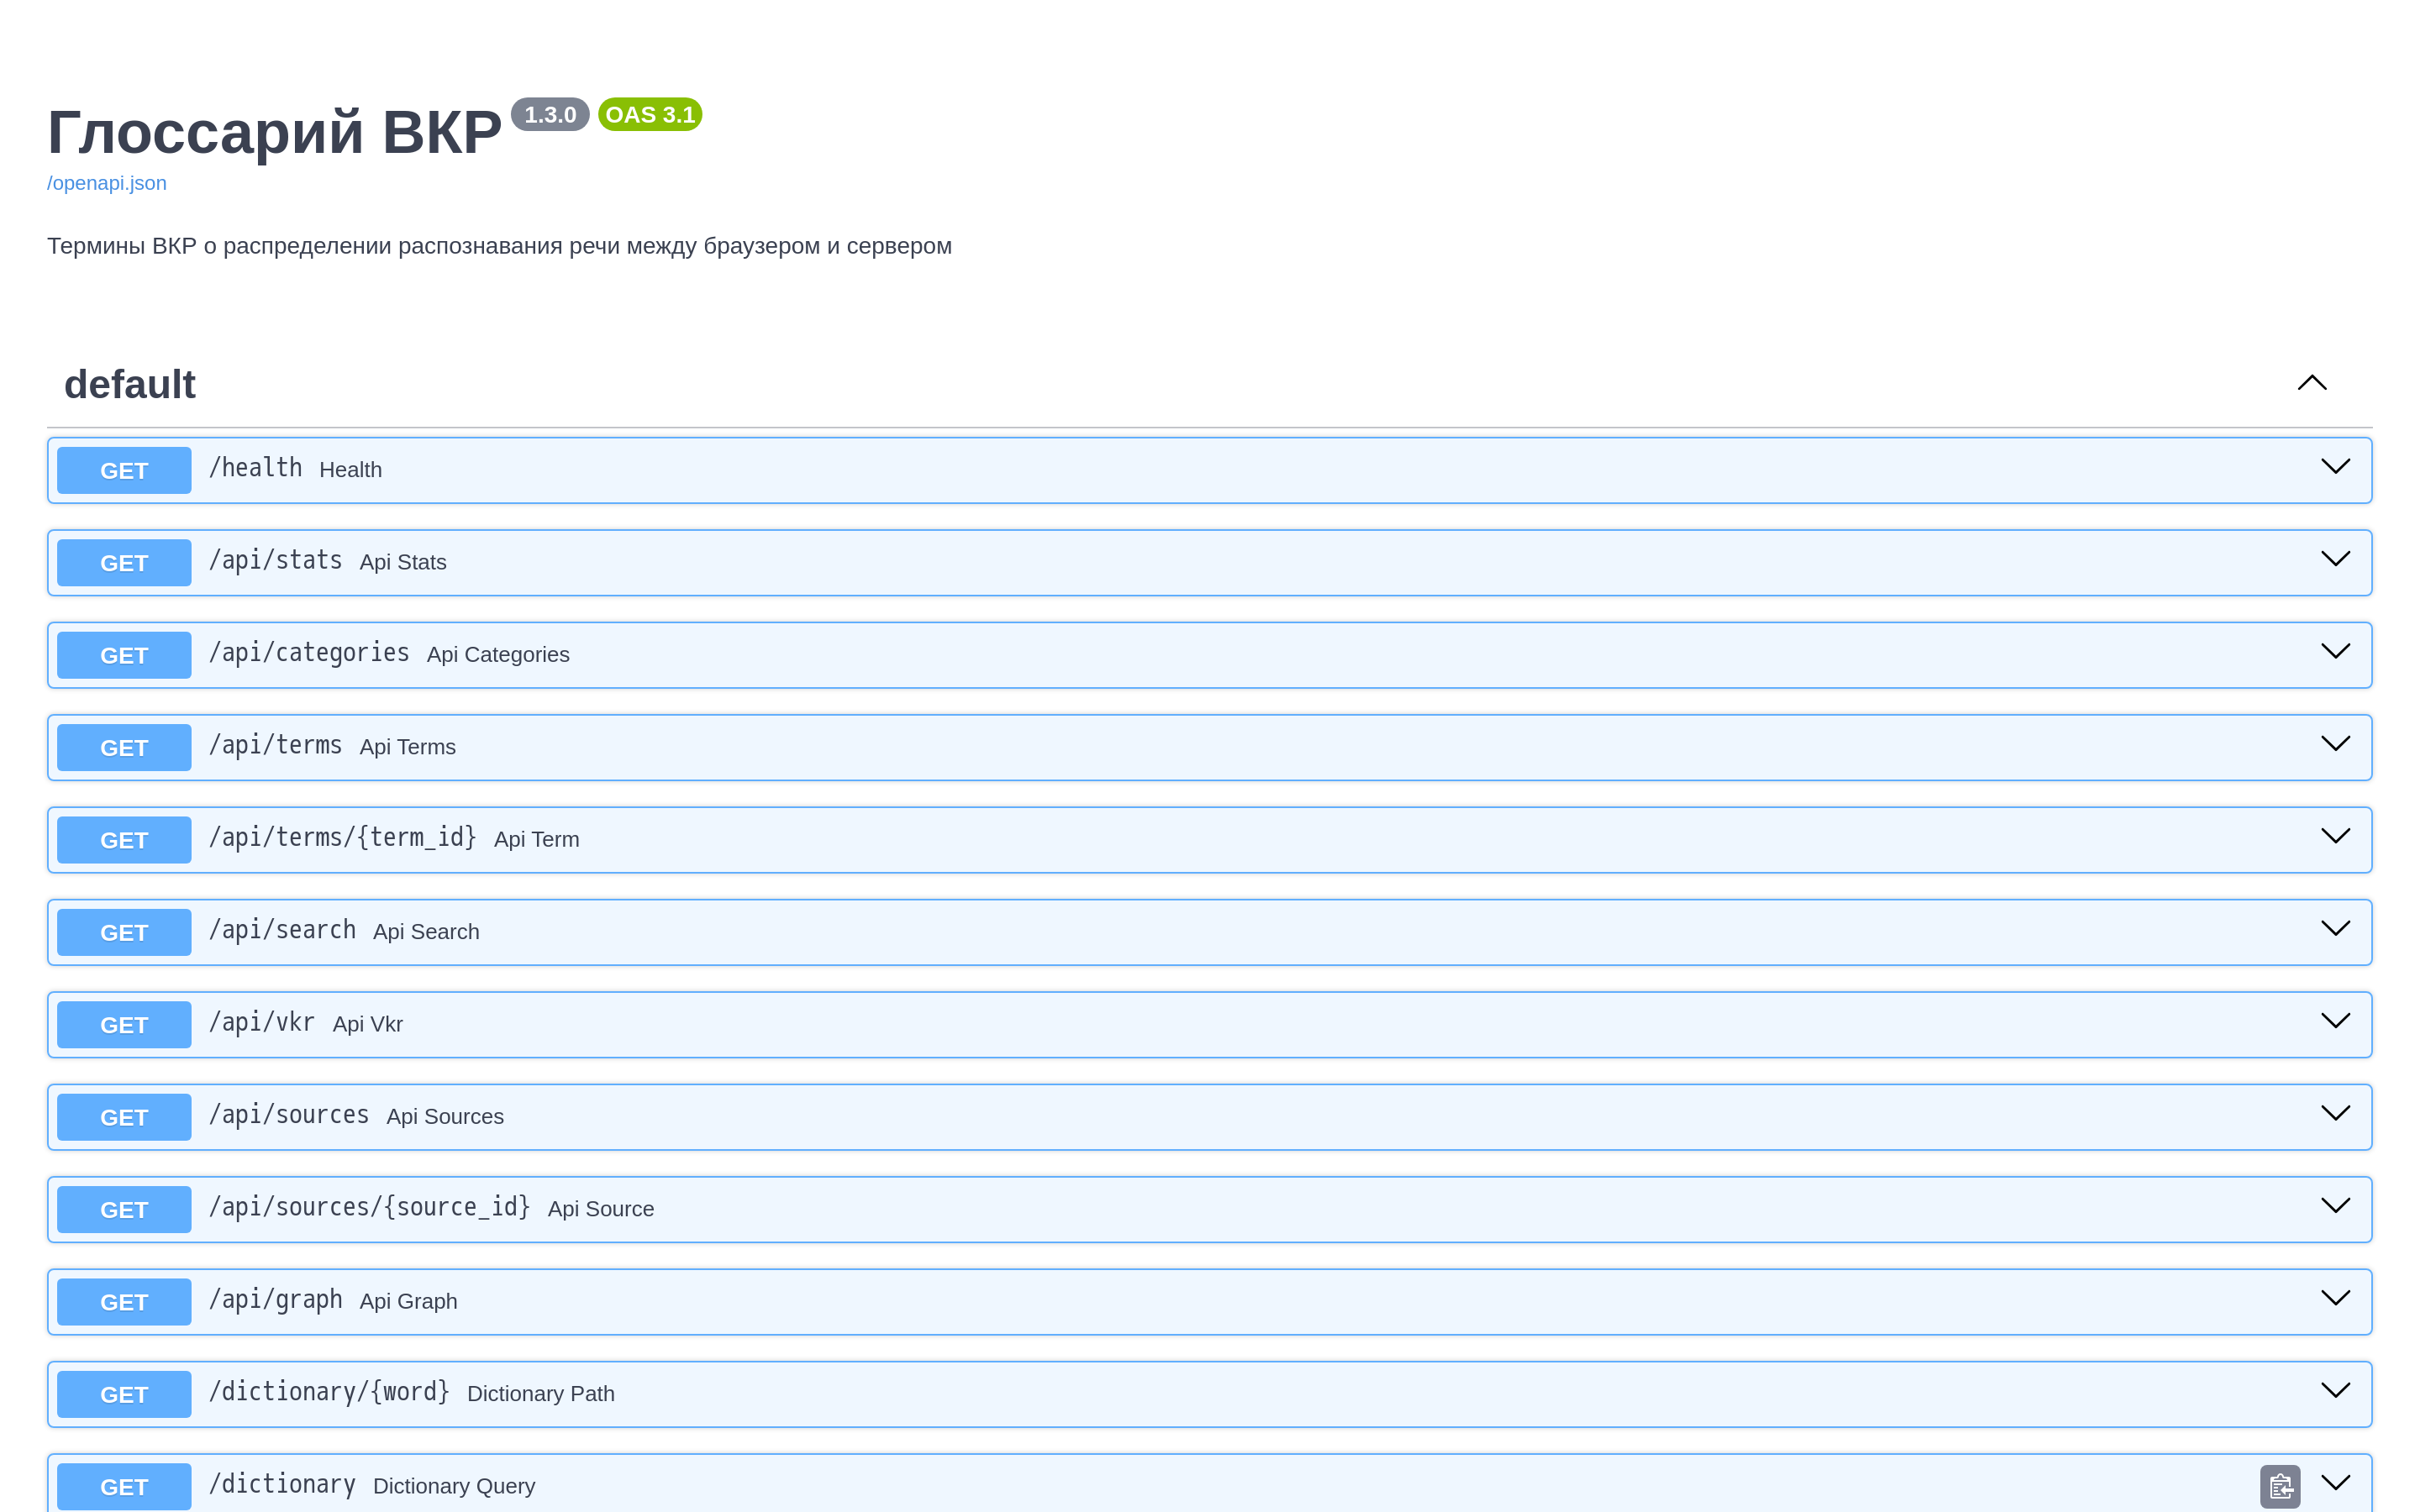 Глоссарий ВКР 1.3.0 OAS 3.1
/openapi.json
Термины ВКР о распределении распознавания речи между браузером и сервером
default
GET /health Health
GET /api/stats Api Stats
GET /api/categories Api Categories
GET /api/terms Api Terms
GET /api/terms/{term_id} Api Term
GET /api/search Api Search
GET /api/vkr Api Vkr
GET /api/sources Api Sources
GET /api/sources/{source_id} Api Source
GET /api/graph Api Graph
GET /dictionary/{word} Dictionary Path
GET /dictionary Dictionary Query